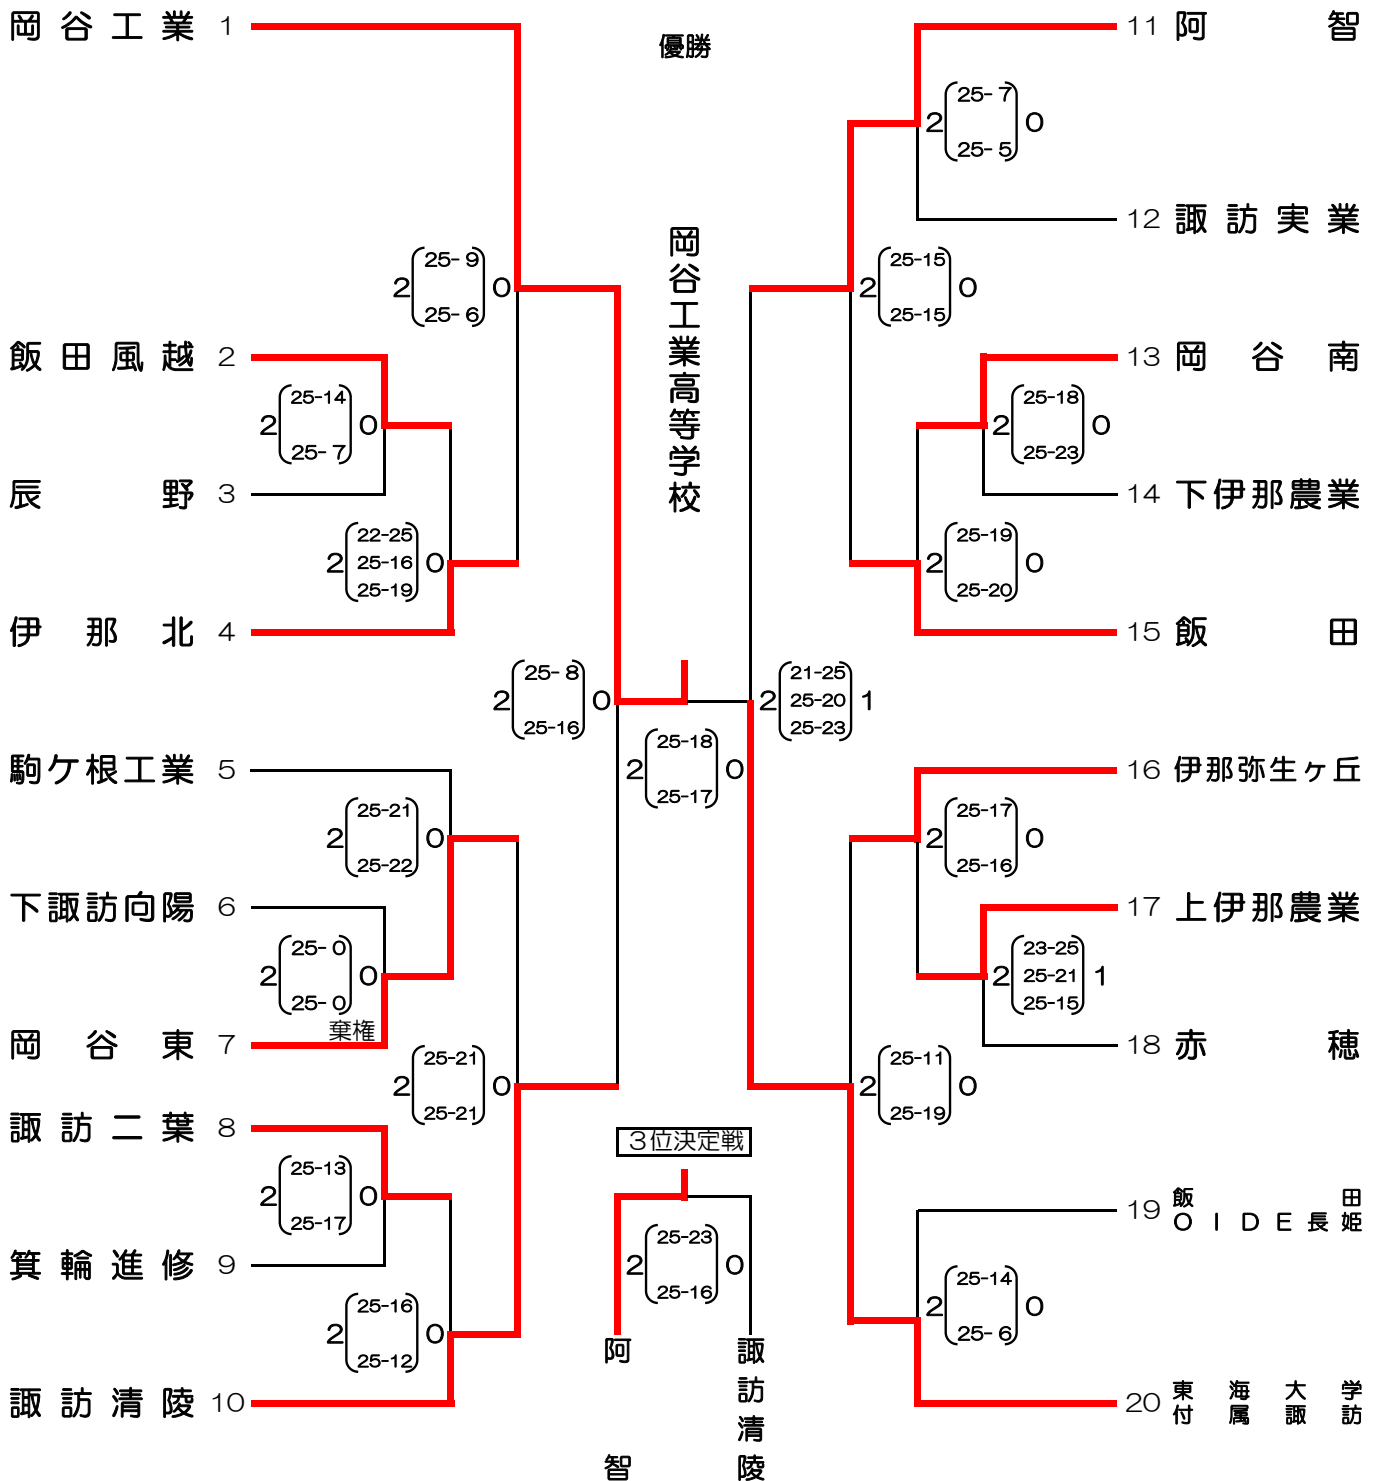 優勝
岡谷工業高等学校
岡谷工業 1
2 25-9 0
25-6
飯田風越 2
2 25-14 0
25-7
辰野 3
22-25
2 25-16 0
25-19
伊那北 4
2 25-8 0
25-16
駒ケ根工業 5
2 25-21 0
25-22
下諏訪向陽 6
2 25-0 0
25-0
棄権
岡谷東 7
2 25-21 0
25-21
諏訪二葉 8
2 25-13 0
25-17
箕輪進修 9
2 25-16 0
25-12
諏訪清陵 10
2 25-18 0
25-17
3位決定戦
2 25-23 0
25-16
阿智
諏訪清陵
11 阿智
2 25-7 0
25-5
12 諏訪実業
2 25-15 0
25-15
13 岡谷南
2 25-18 0
25-23
14 下伊那農業
2 25-19 0
25-20
15 飯田
21-25
2 25-20 1
25-23
16 伊那弥生ヶ丘
2 25-17 0
25-16
17 上伊那農業
23-25
2 25-21 1
25-15
18 赤穂
2 25-11 0
25-19
19 飯田
OIDE長姫
2 25-14 0
25-6
20 東海大学
付属諏訪